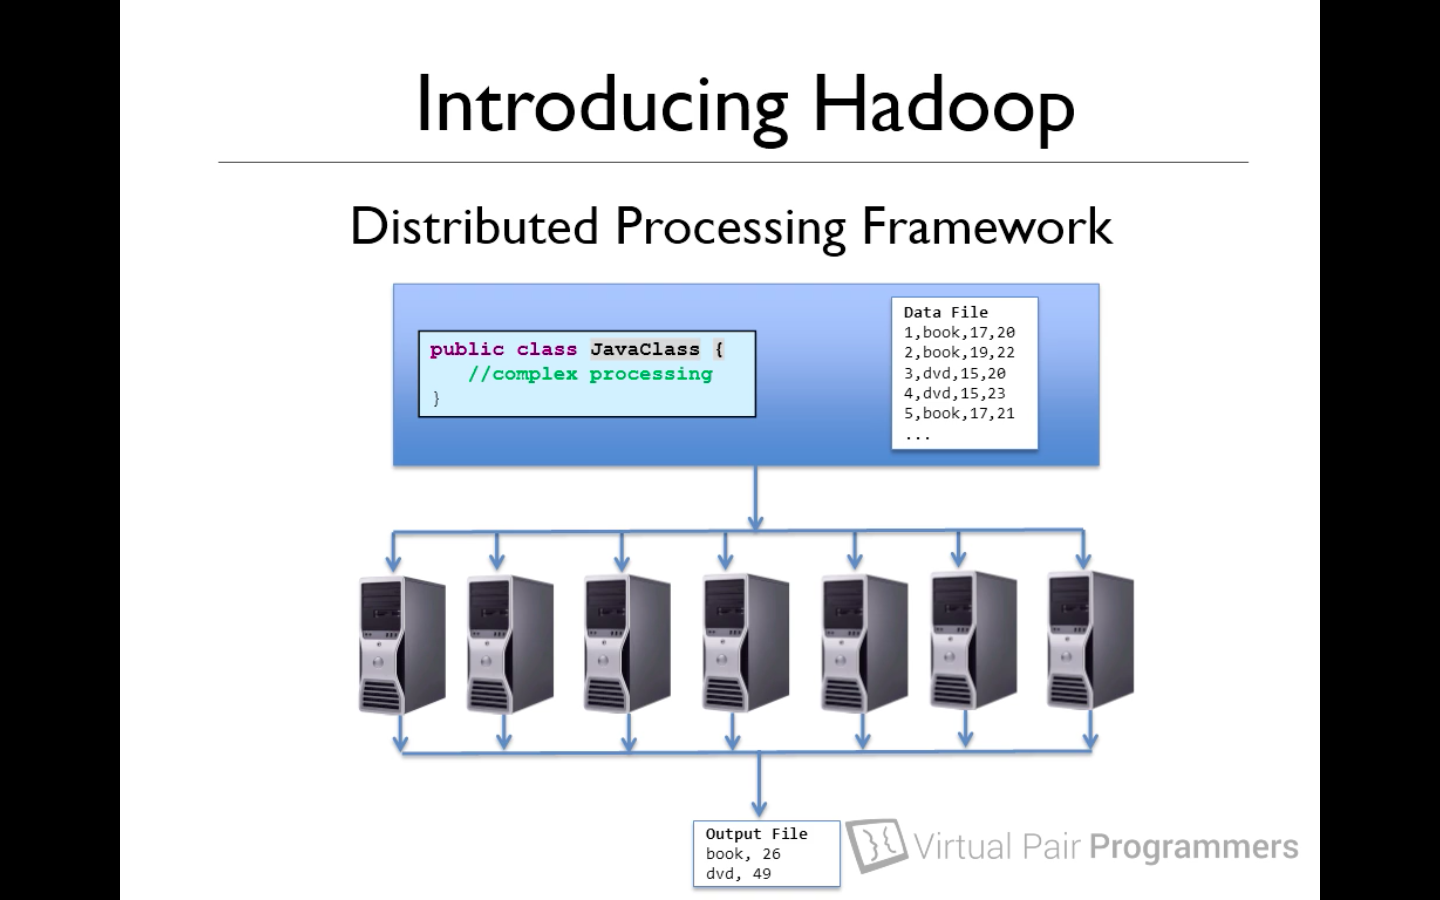 Introducing Hadoop
Distributed Processing Framework
public class JavaClass {
//complex processing
}
Data File
1,book,17,20
2,book,19,22
3,dvd,15,20
4,dvd,15,23
5,book,17,21
...
Output File
book, 26
dvd, 49
Virtual Pair Programmers